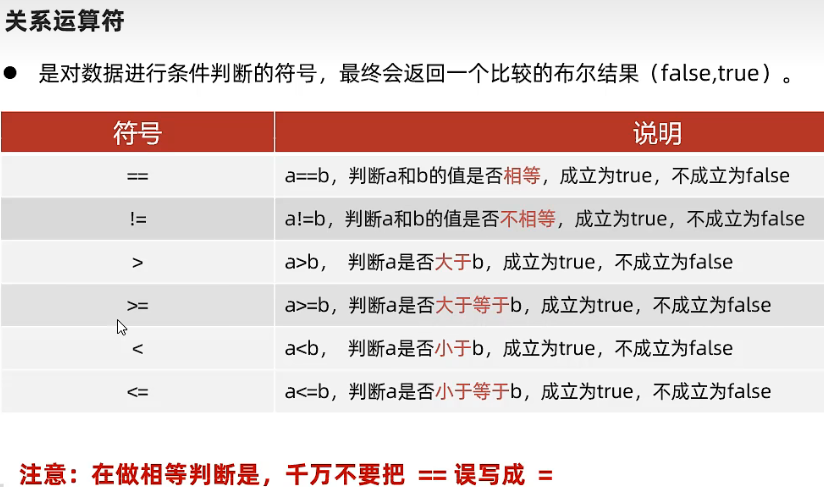 关系运算符
● 是对数据进行条件判断的符号，最终会返回一个比较的布尔结果（false,true）。
符号 说明
== a==b，判断a和b的值是否相等，成立为true，不成立为false
!= a!=b，判断a和b的值是否不相等，成立为true，不成立为false
> a>b， 判断a是否大于b，成立为true，不成立为false
>= a>=b，判断a是否大于等于b，成立为true，不成立为false
< a<b， 判断a是否小于b，成立为true，不成立为false
<= a<=b，判断a是否小于等于b，成立为true，不成立为false
注意：在做相等判断是，千万不要把 == 误写成 =